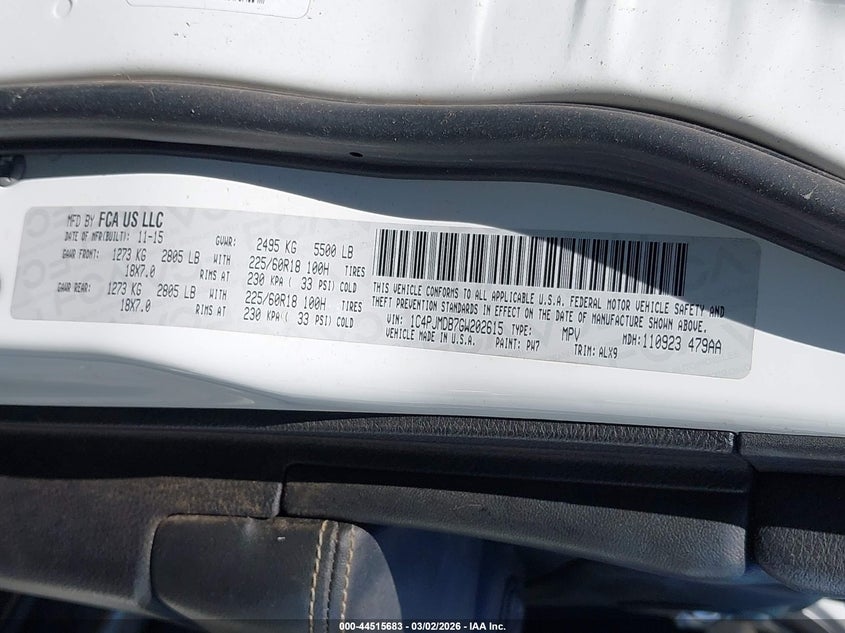 MFD BY FCA US LLC
DATE OF MFR(BUILT): 11-15 GVWR: 2495 KG 5500 LB
GAWR FRONT: 1273 KG 2805 LB WITH 225/60R18 100H TIRES
18X7.0 RIMS AT 230 KPA ( 33 PSI) COLD
GAWR REAR: 1273 KG 2805 LB WITH 225/60R18 100H TIRES
18X7.0 RIMS AT 230 KPA ( 33 PSI) COLD
THIS VEHICLE CONFORMS TO ALL APPLICABLE U.S.A. FEDERAL MOTOR VEHICLE SAFETY AND
THEFT PREVENTION STANDARDS IN EFFECT ON THE DATE OF MANUFACTURE SHOWN ABOVE.
VIN: 1C4PJMDB7GW202615 TYPE: MPV MDH: 110923 479AA
VEHICLE MADE IN U.S.A. PAINT: PW7 TRIM: ALX9
000-44515683 - 03/02/2026 - IAA Inc.